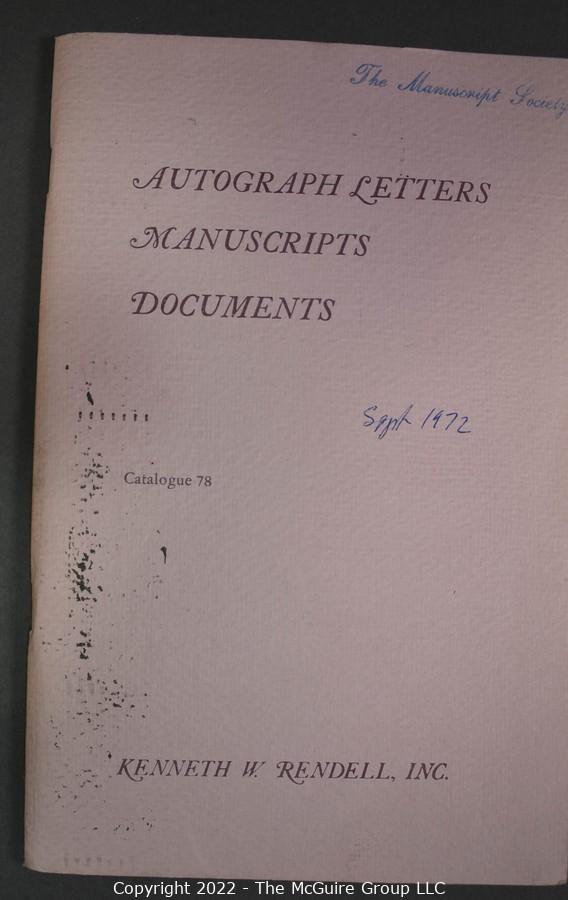 The Manuscript Society
AUTOGRAPH LETTERS
MANUSCRIPTS
DOCUMENTS
Sept 1972
Catalogue 78
KENNETH W. RENDELL, INC.
Copyright 2022 - The McGuire Group LLC